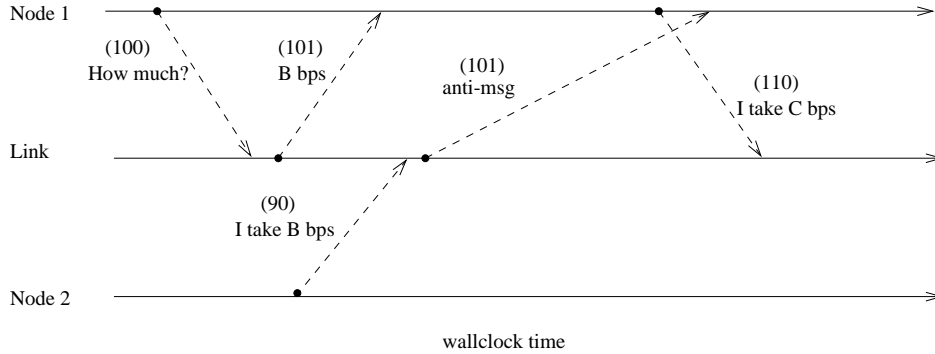 Node 1
(100)
How much?
(101)
B bps
(101)
anti-msg
(110)
I take C bps
Link
(90)
I take B bps
Node 2
wallclock time